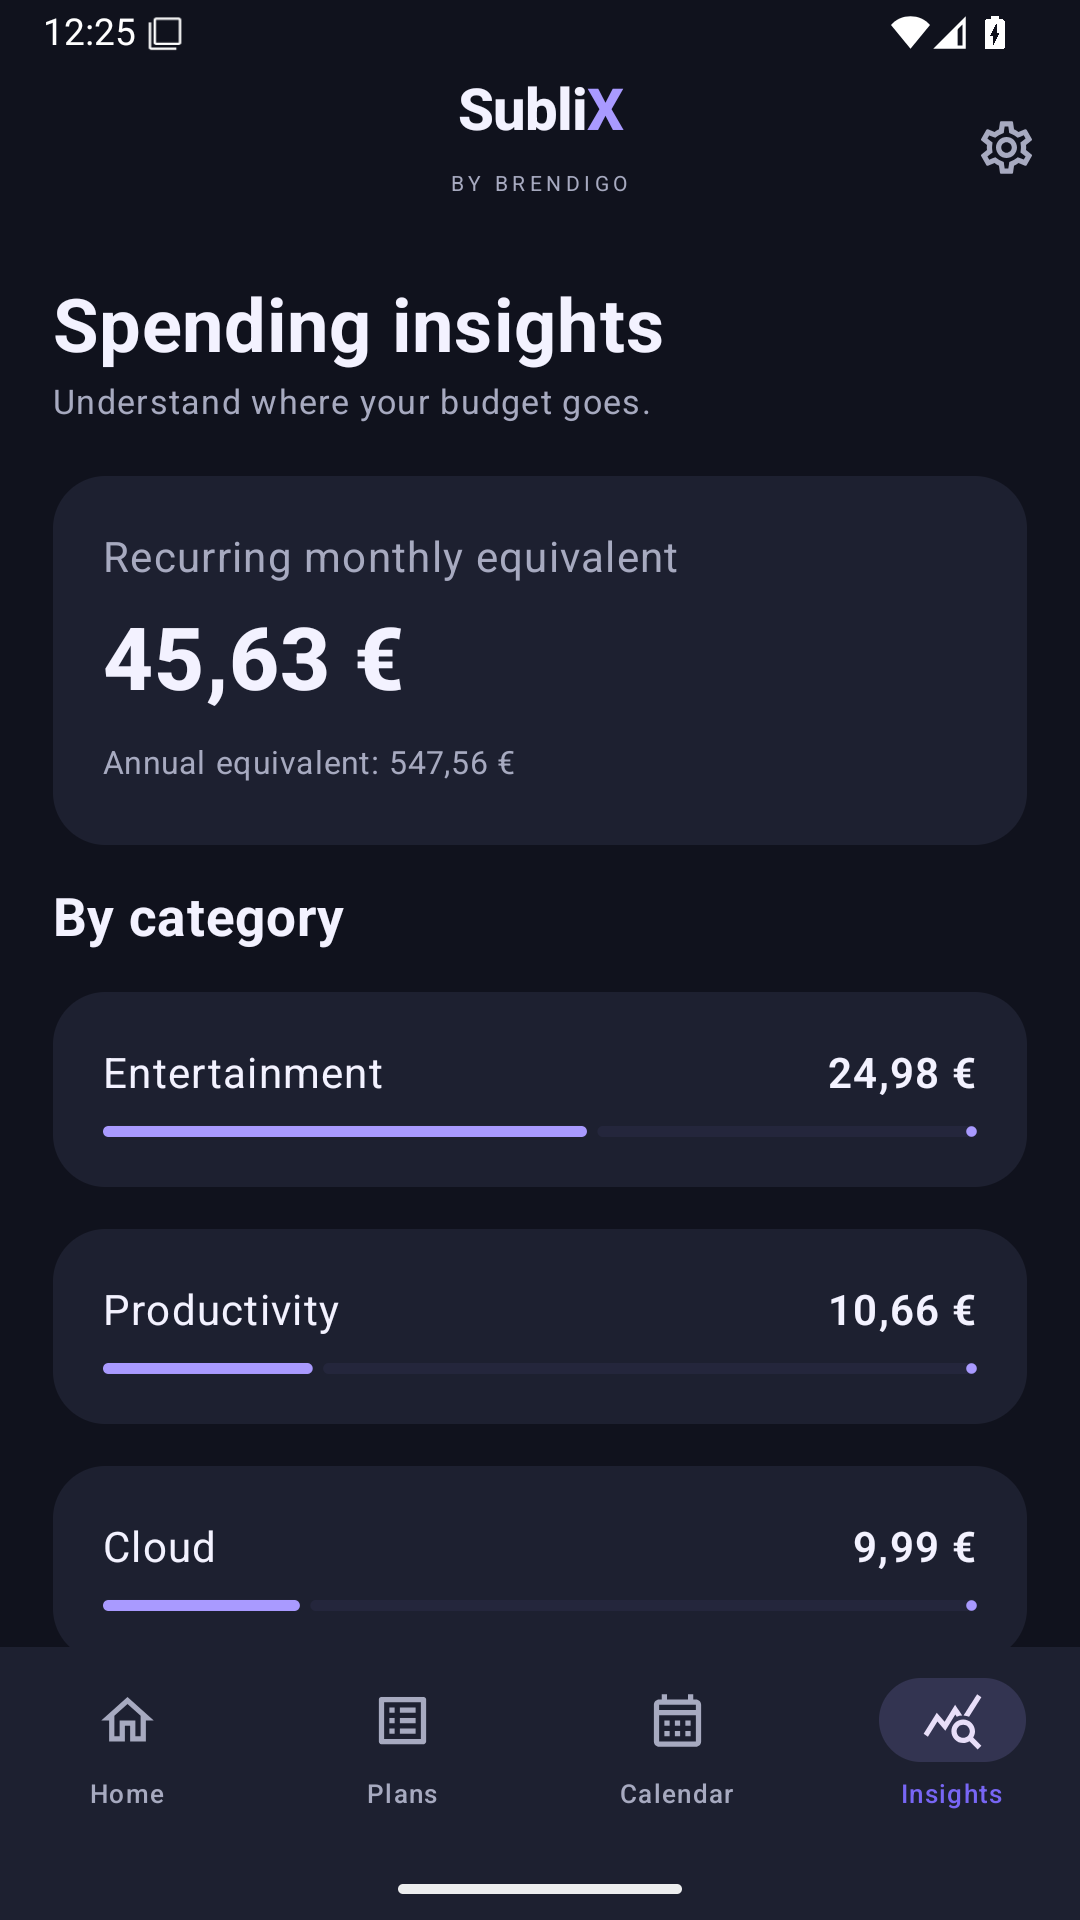 12:25
SubliX
BY BRENDIGO
Spending insights
Understand where your budget goes.
Recurring monthly equivalent
45,63 €
Annual equivalent: 547,56 €
By category
Entertainment 24,98 €
Productivity 10,66 €
Cloud 9,99 €
Home Plans Calendar Insights